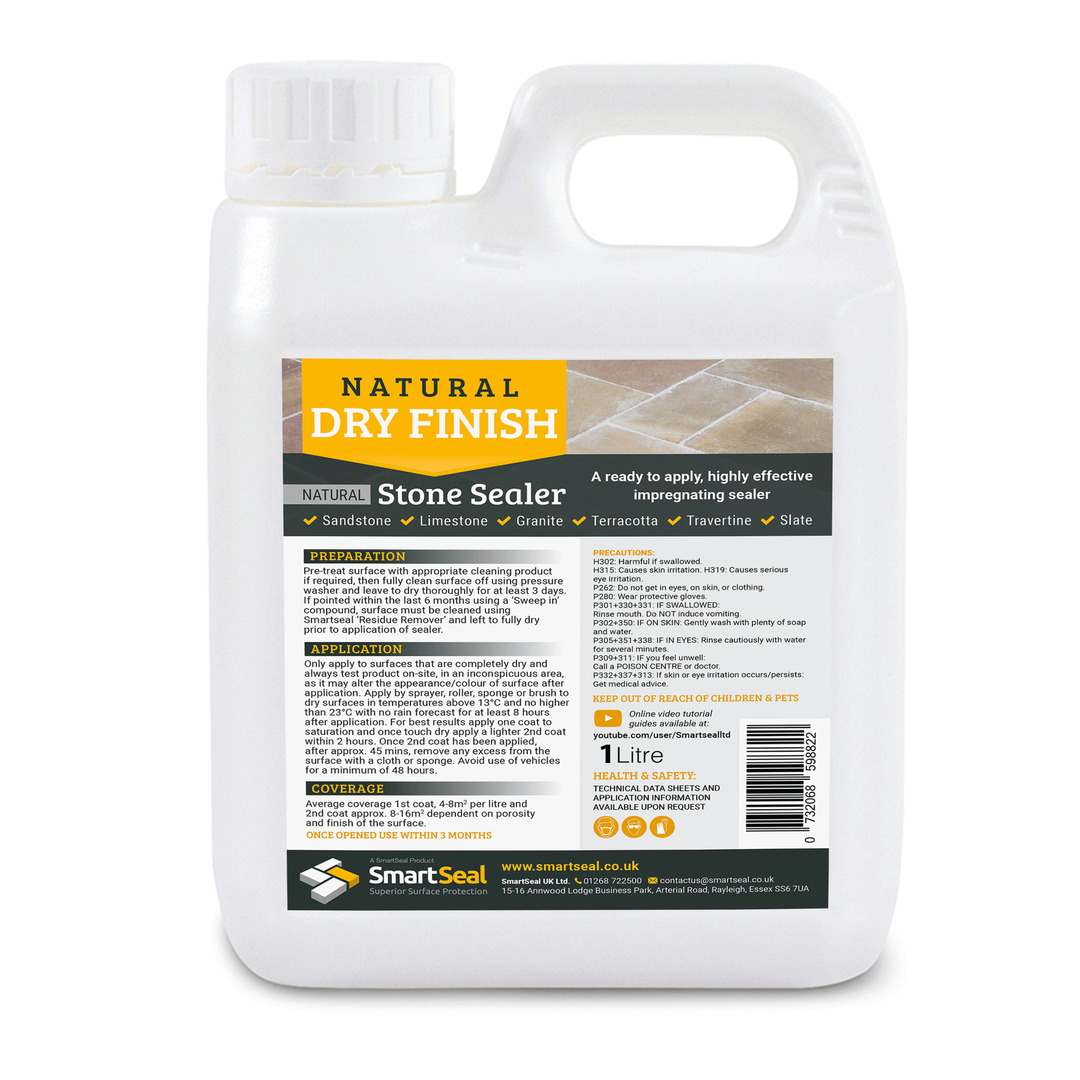 NATURAL
DRY FINISH
NATURAL Stone Sealer
A ready to apply, highly effective
impregnating sealer
Sandstone Limestone Granite Terracotta Travertine Slate
PREPARATION
Pre-treat surface with appropriate cleaning product
if required, then fully clean surface off using pressure
washer and leave to dry thoroughly for at least 3 days.
If pointed within the last 6 months using a 'Sweep in'
compound, surface must be cleaned using
Smartseal 'Residue Remover' and left to fully dry
prior to application of sealer.
APPLICATION
Only apply to surfaces that are completely dry and
always test product on-site, in an inconspicuous area,
as it may alter the appearance/colour of surface after
application. Apply by sprayer, roller, sponge or brush to
dry surfaces in temperatures above 13°C and no higher
than 23°C with no rain forecast for at least 8 hours
after application. For best results apply one coat to
saturation and once touch dry apply a lighter 2nd coat
within 2 hours. Once 2nd coat has been applied,
after approx. 45 mins, remove any excess from the
surface with a cloth or sponge. Avoid use of vehicles
for a minimum of 48 hours.
COVERAGE
Average coverage 1st coat, 4-8m² per litre and
2nd coat approx. 8-16m² dependent on porosity
and finish of the surface.
ONCE OPENED USE WITHIN 3 MONTHS
PRECAUTIONS:
H302: Harmful if swallowed.
H315: Causes skin irritation. H319: Causes serious
eye irritation.
P262: Do not get in eyes, on skin, or clothing.
P280: Wear protective gloves.
P301+330+331: IF SWALLOWED:
Rinse mouth. Do NOT induce vomiting.
P302+350: IF ON SKIN: Gently wash with plenty of soap
and water.
P305+351+338: IF IN EYES: Rinse cautiously with water
for several minutes.
P309+311: IF you feel unwell:
Call a POISON CENTRE or doctor.
P332+337+313: If skin or eye irritation occurs/persists:
Get medical advice.
KEEP OUT OF REACH OF CHILDREN & PETS
Online video tutorial
guides available at:
youtube.com/user/Smartsealltd
1 Litre
HEALTH & SAFETY:
TECHNICAL DATA SHEETS AND
APPLICATION INFORMATION
AVAILABLE UPON REQUEST
0 732068 598822
A SmartSeal Product
SmartSeal
Superior Surface Protection
www.smartseal.co.uk
SmartSeal UK Ltd. 01268 722500 contactus@smartseal.co.uk
15-16 Annwood Lodge Business Park, Arterial Road, Rayleigh, Essex SS6 7UA